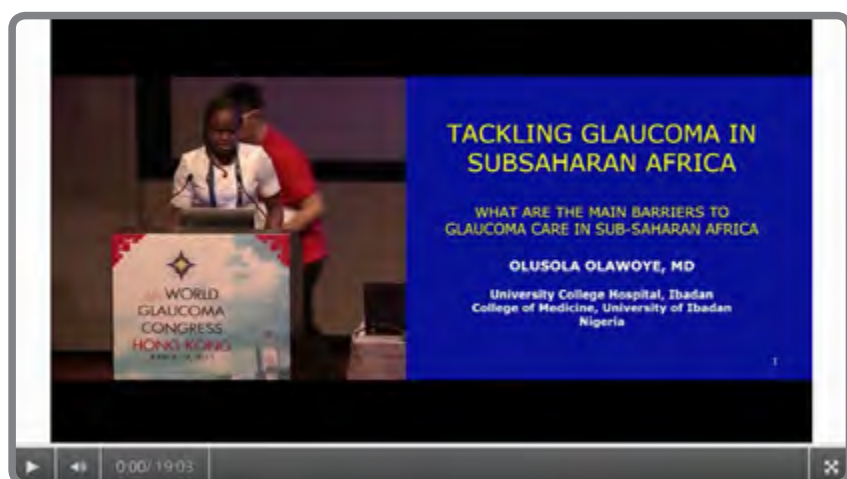 WORLD
GLAUCOMA
CONGRESS
HONG KONG
TACKLING GLAUCOMA IN
SUBSAHARAN AFRICA
WHAT ARE THE MAIN BARRIERS TO
GLAUCOMA CARE IN SUB-SAHARAN AFRICA
OLUSOLA OLAWOYE, MD
University College Hospital, Ibadan
College of Medicine, University of Ibadan
Nigeria
1
0:00/ 19:03